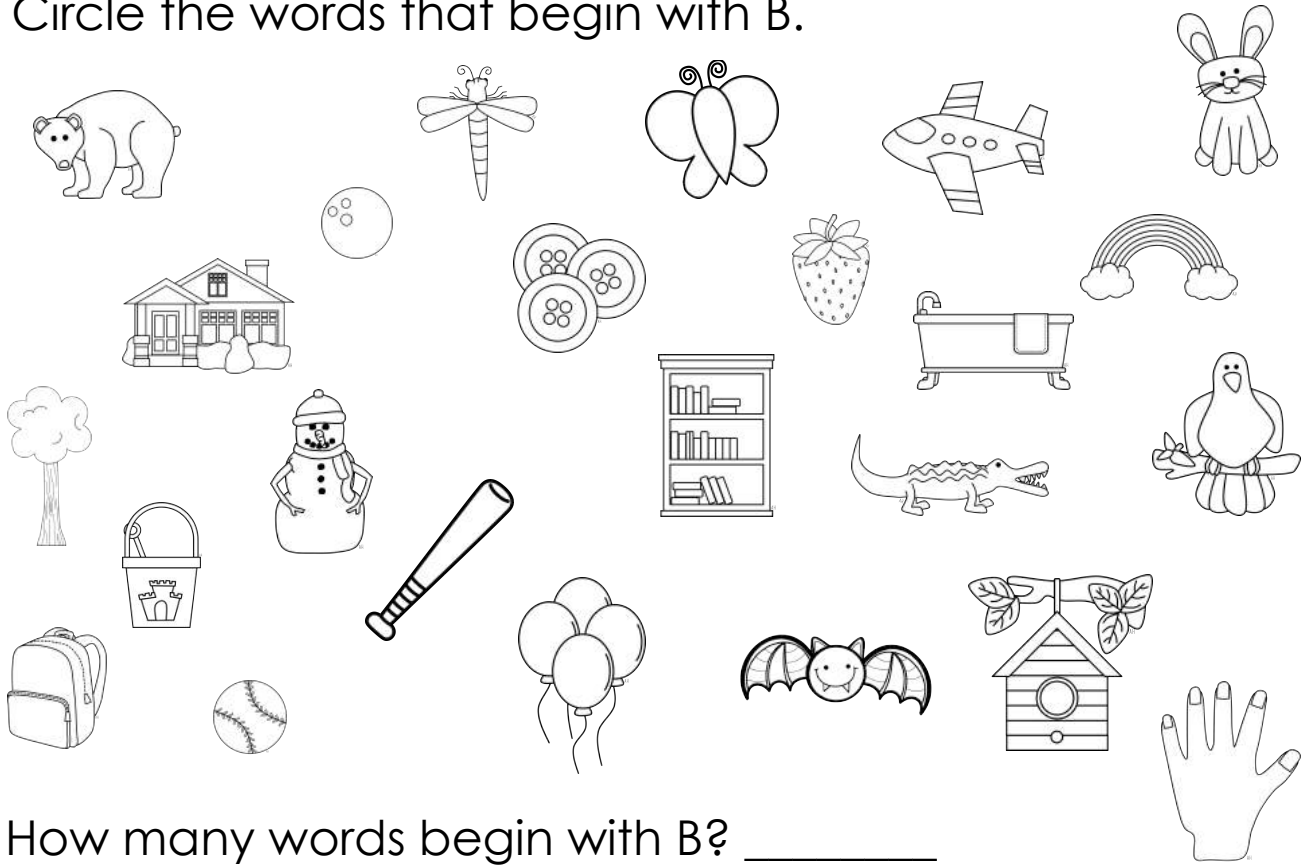 Circle the words that begin with B.
How many words begin with B? ________